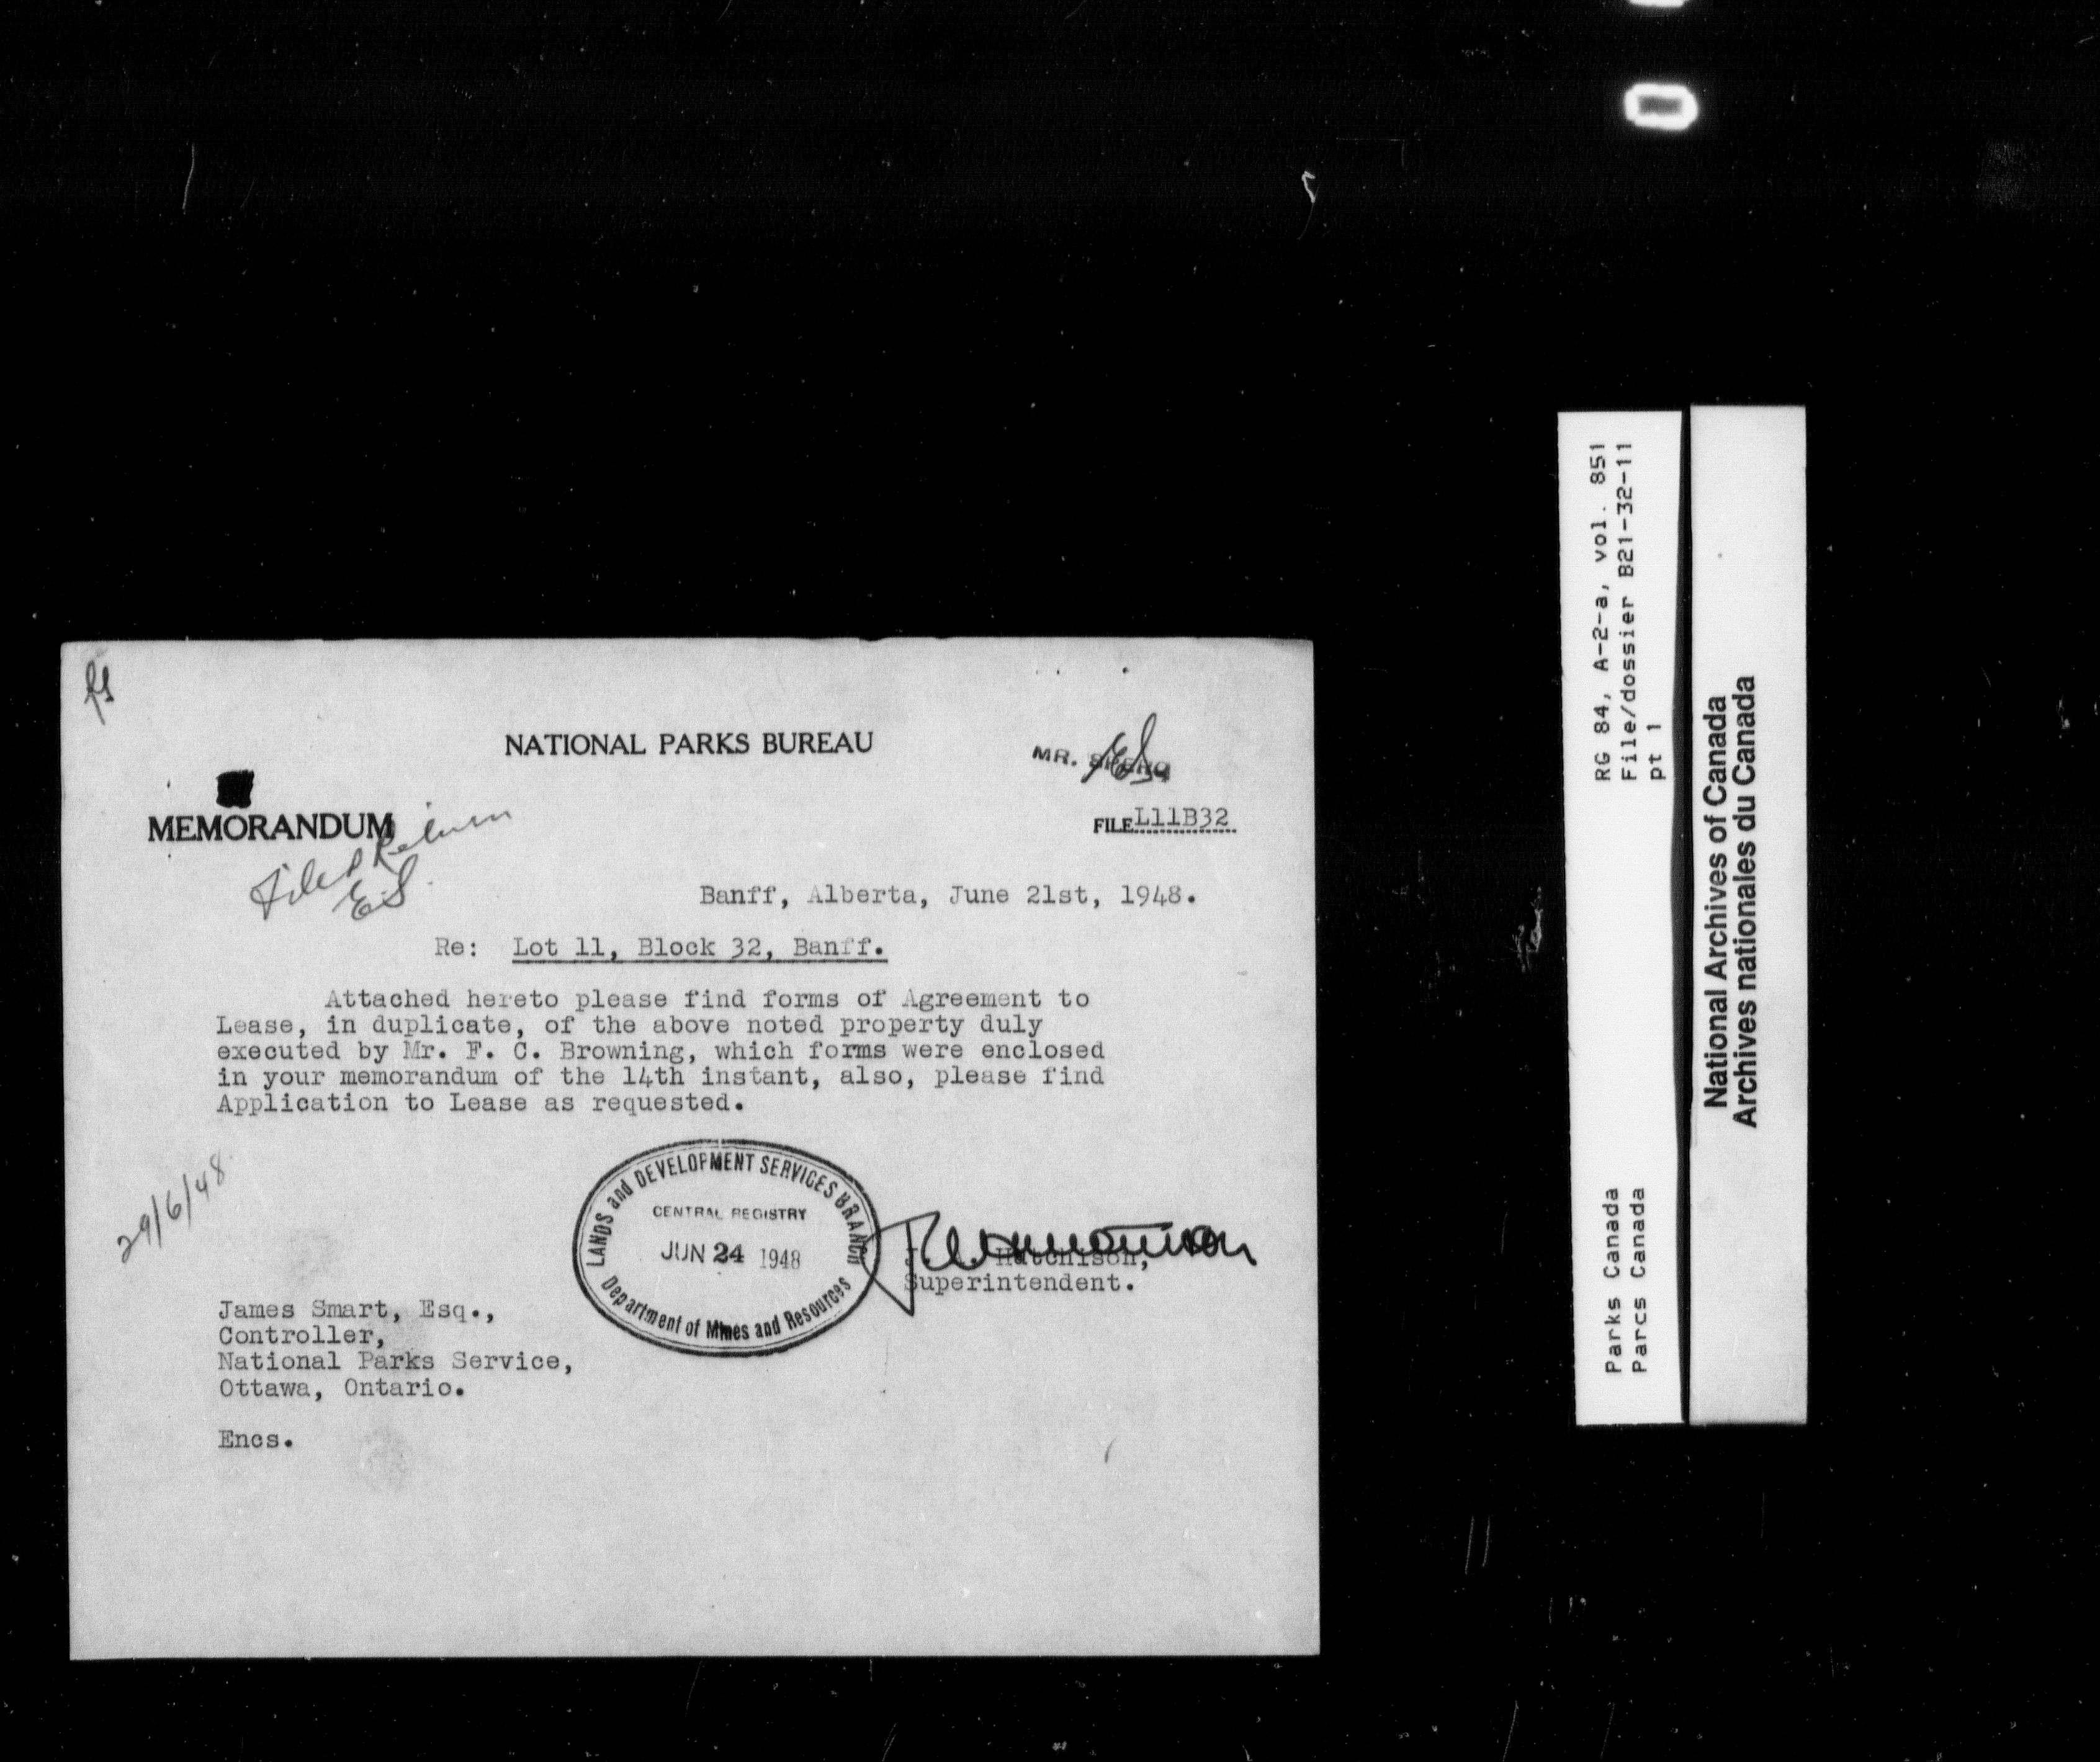 NATIONAL PARKS BUREAU
MR.
MEMORANDUM
FILE L11B32
Filed
ES
Banff, Alberta, June 21st, 1948.
Re: Lot 11, Block 32, Banff.
Attached hereto please find forms of Agreement to
Lease, in duplicate, of the above noted property duly
executed by Mr. F. C. Browning, which forms were enclosed
in your memorandum of the 14th instant, also, please find
Application to Lease as requested.
29/6/48
LANDS and DEVELOPMENT SERVICES BRANCH
CENTRAL REGISTRY
JUN 24 1948
Department of Mines and Resources
Hutchison,
Superintendent.
James Smart, Esq.,
Controller,
National Parks Service,
Ottawa, Ontario.
Encs.
RG 84, A-2-a, vol. 851
File/dossier B21-32-11
pt 1
Parks Canada
Parcs Canada
National Archives of Canada
Archives nationales du Canada